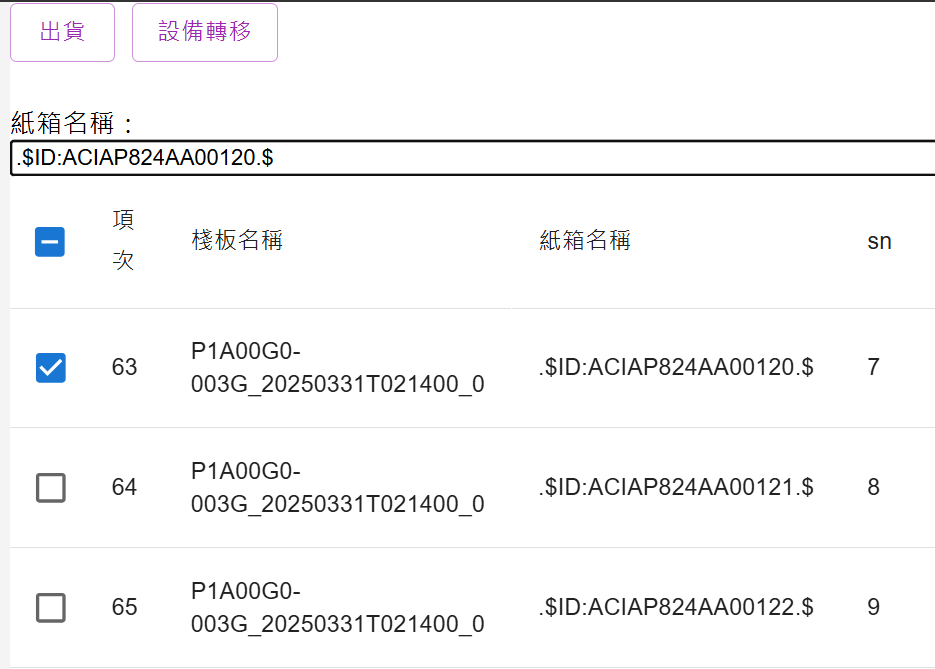 出貨 設備轉移
紙箱名稱：
.$ID:ACIAP824AA00120.$
項次 棧板名稱 紙箱名稱 sn
63 P1A00G0-003G_20250331T021400_0 .$ID:ACIAP824AA00120.$ 7
64 P1A00G0-003G_20250331T021400_0 .$ID:ACIAP824AA00121.$ 8
65 P1A00G0-003G_20250331T021400_0 .$ID:ACIAP824AA00122.$ 9